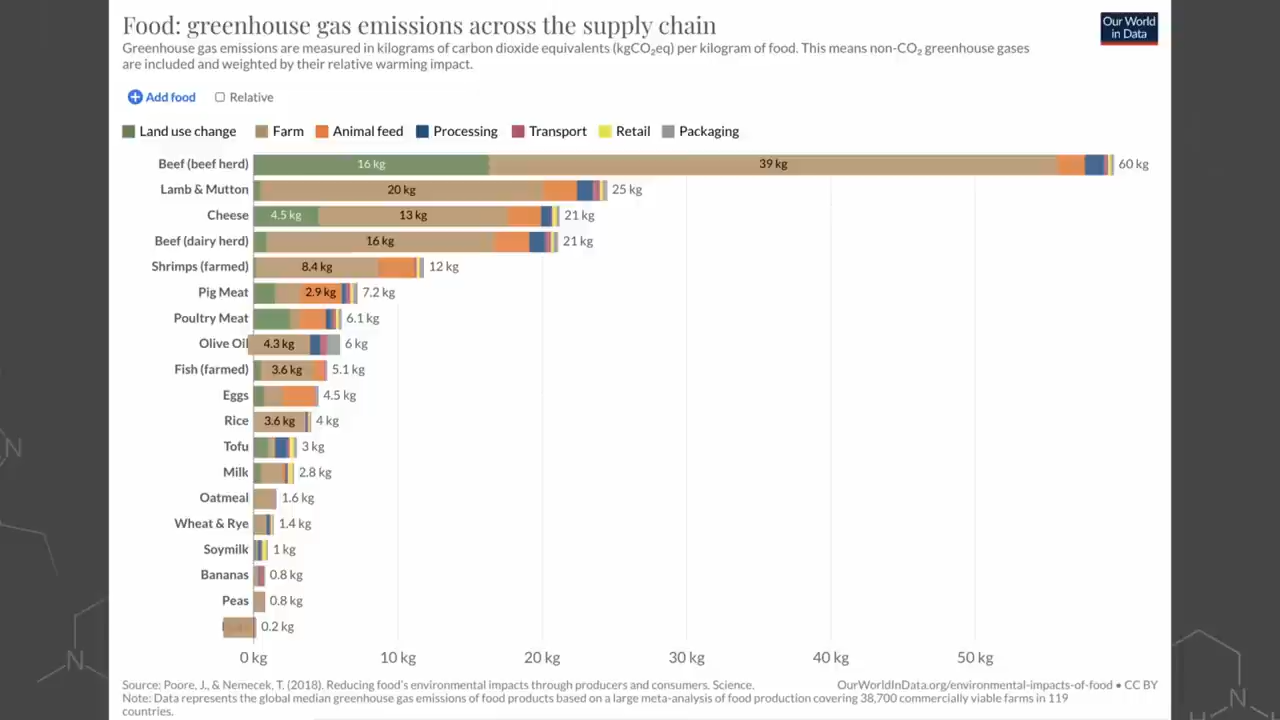 Food: greenhouse gas emissions across the supply chain
Our World
in Data
Greenhouse gas emissions are measured in kilograms of carbon dioxide equivalents (kgCO₂eq) per kilogram of food. This means non-CO₂ greenhouse gases
are included and weighted by their relative warming impact.
Add food Relative
Land use change Farm Animal feed Processing Transport Retail Packaging
Beef (beef herd) 16 kg 39 kg 60 kg
Lamb & Mutton 20 kg 25 kg
Cheese 4.5 kg 13 kg 21 kg
Beef (dairy herd) 16 kg 21 kg
Shrimps (farmed) 8.4 kg 12 kg
Pig Meat 2.9 kg 7.2 kg
Poultry Meat 6.1 kg
Olive Oil 4.3 kg 6 kg
Fish (farmed) 3.6 kg 5.1 kg
Eggs 4.5 kg
Rice 3.6 kg 4 kg
Tofu 3 kg
Milk 2.8 kg
Oatmeal 1.6 kg
Wheat & Rye 1.4 kg
Soymilk 1 kg
Bananas 0.8 kg
Peas 0.8 kg
0.2 kg
0 kg 10 kg 20 kg 30 kg 40 kg 50 kg
Source: Poore, J., & Nemecek, T. (2018). Reducing food's environmental impacts through producers and consumers. Science. OurWorldInData.org/environmental-impacts-of-food • CC BY
Note: Data represents the global median greenhouse gas emissions of food products based on a large meta-analysis of food production covering 38,700 commercially viable farms in 119
countries.
N
N
N
N
H